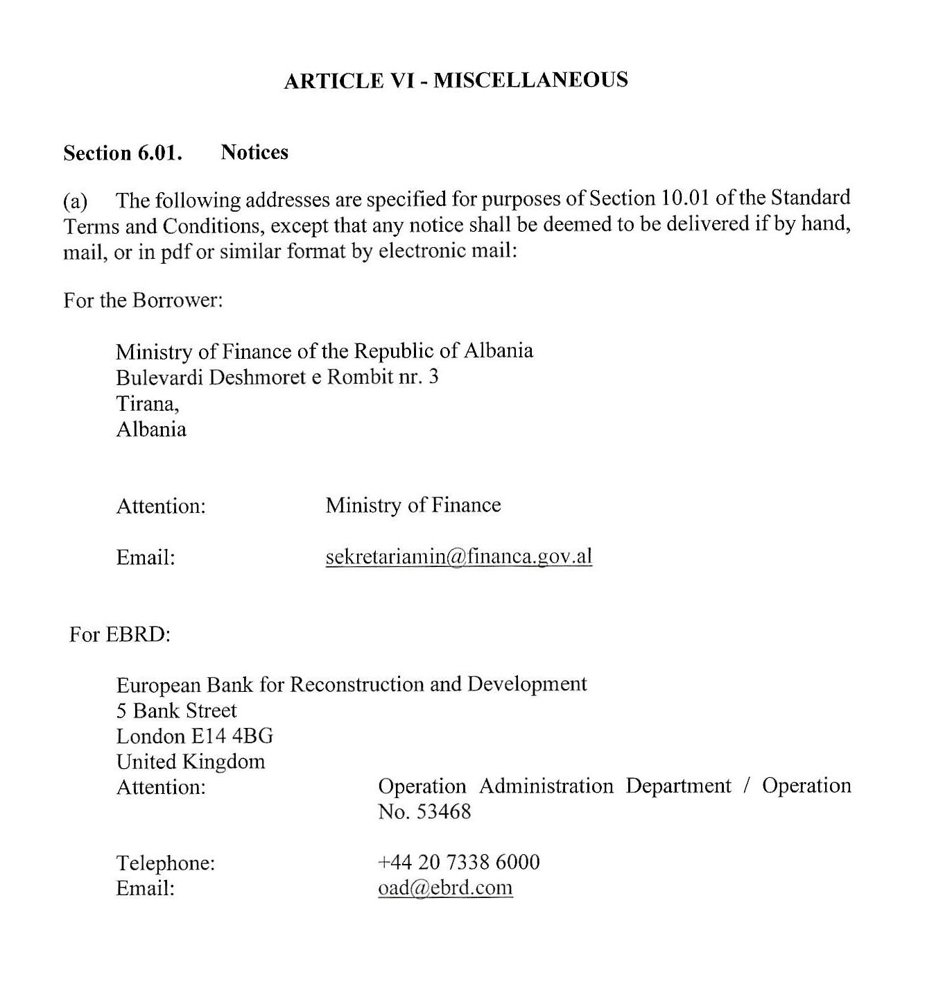 ARTICLE VI - MISCELLANEOUS
Section 6.01. Notices
(a) The following addresses are specified for purposes of Section 10.01 of the Standard
Terms and Conditions, except that any notice shall be deemed to be delivered if by hand,
mail, or in pdf or similar format by electronic mail:
For the Borrower:
Ministry of Finance of the Republic of Albania
Bulevardi Deshmoret e Rombit nr. 3
Tirana,
Albania
Attention: Ministry of Finance
Email: sekretariamin@financa.gov.al
For EBRD:
European Bank for Reconstruction and Development
5 Bank Street
London E14 4BG
United Kingdom
Attention: Operation Administration Department / Operation
No. 53468
Telephone: +44 20 7338 6000
Email: oad@ebrd.com